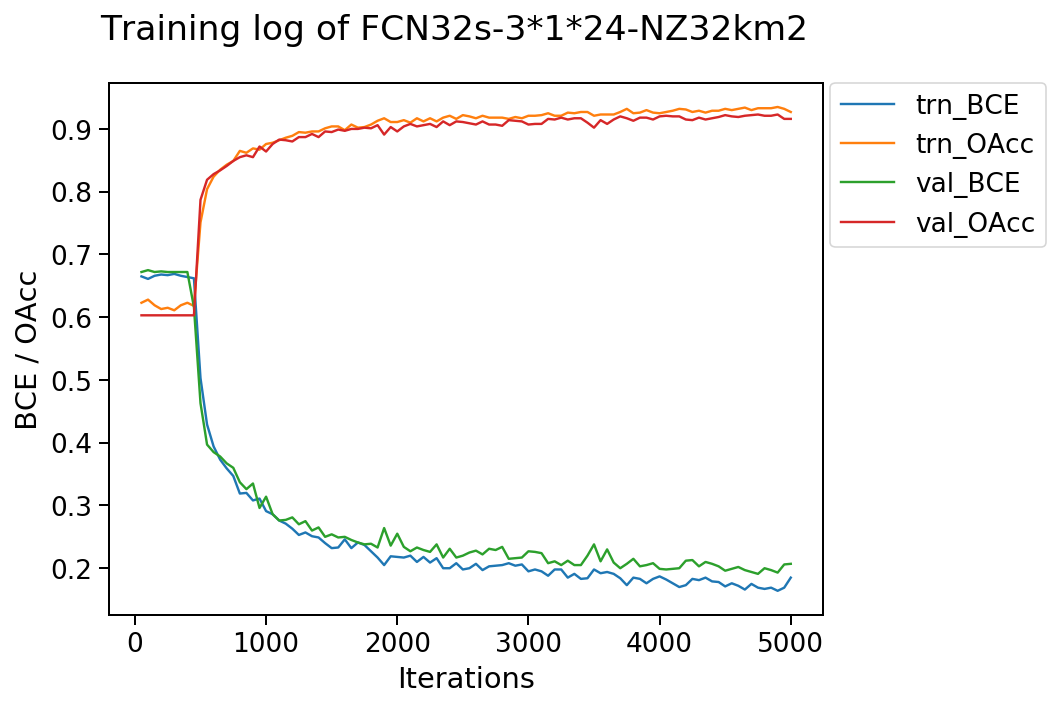 Training log of FCN32s-3*1*24-NZ32km2
trn_BCE
trn_OAcc
val_BCE
val_OAcc
BCE / OAcc
0.9
0.8
0.7
0.6
0.5
0.4
0.3
0.2
0 1000 2000 3000 4000 5000
Iterations